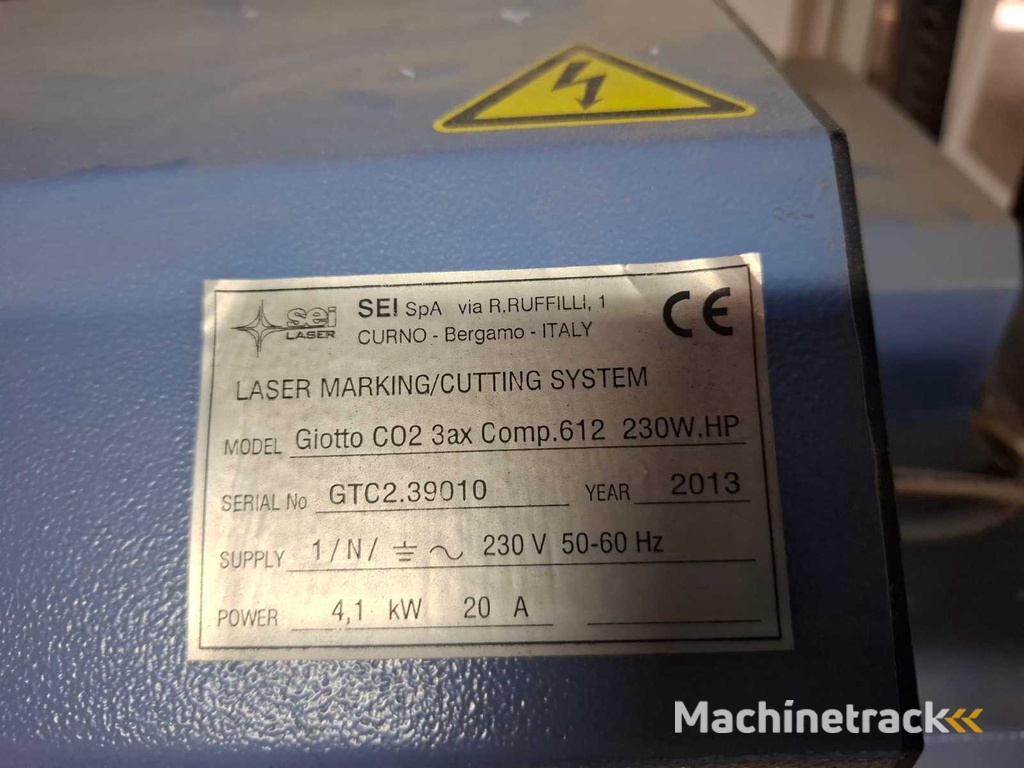 sei
LASER
SEI SpA via R.RUFFILLI, 1
CURNO - Bergamo - ITALY
CE
LASER MARKING/CUTTING SYSTEM
MODEL Giotto CO2 3ax Comp.612 230W.HP
SERIAL No GTC2.39010 YEAR 2013
SUPPLY 1/N/ ⏚ ~ 230 V 50-60 Hz
POWER 4,1 kW 20 A
Machinetrack